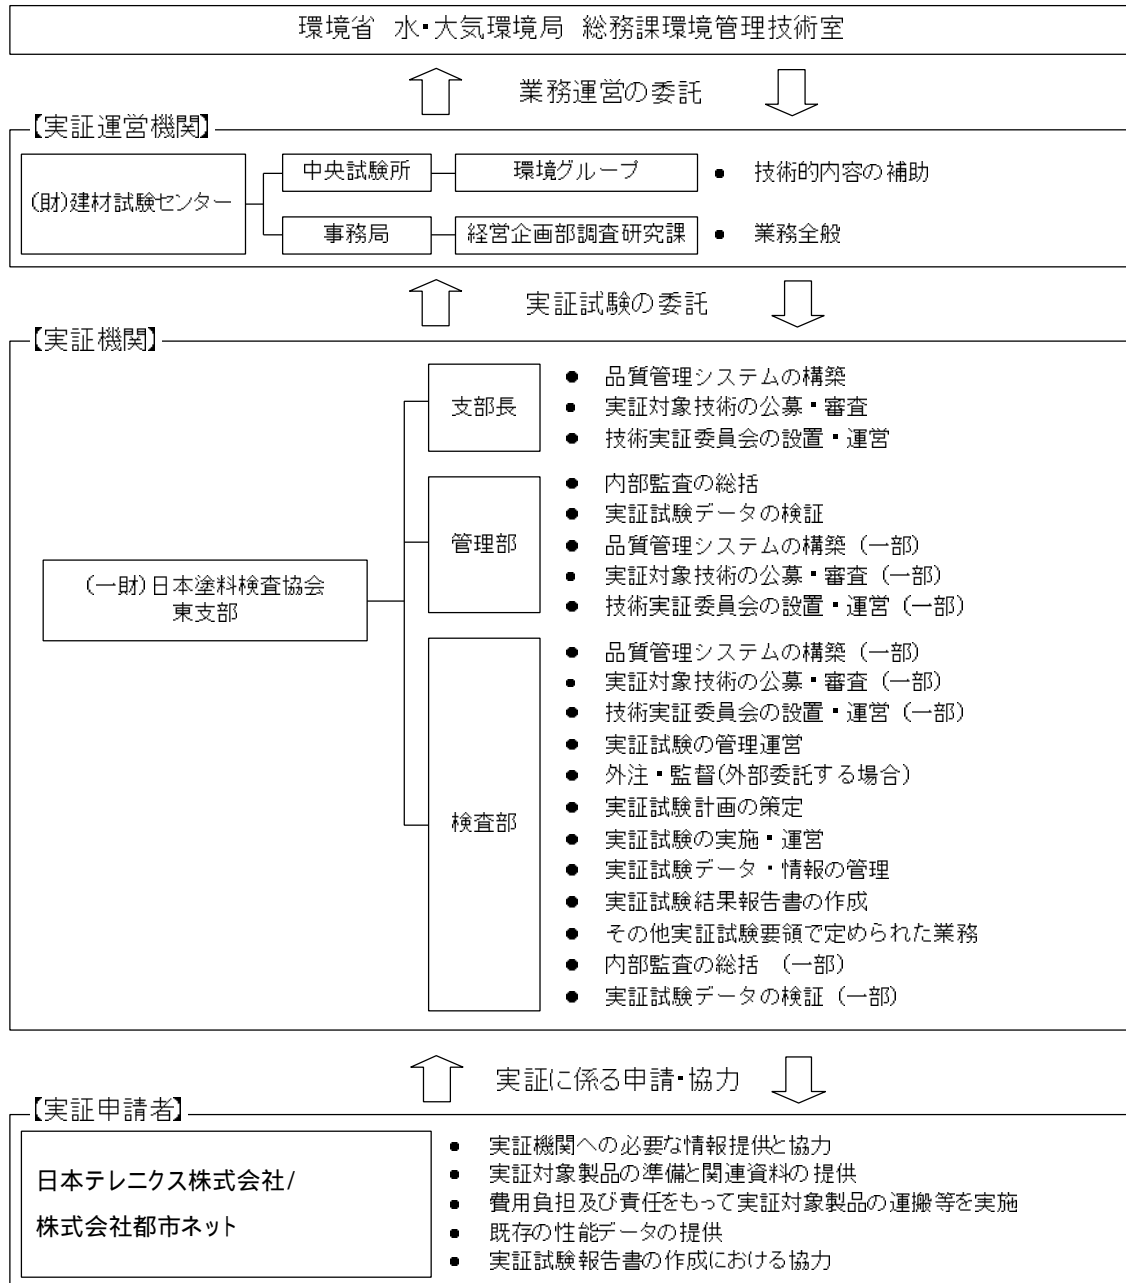 環境省 水・大気環境局 総務課環境管理技術室
業務運営の委託
【実証運営機関】
(財)建材試験センター
中央試験所
環境グループ
● 技術的内容の補助
事務局
経営企画部調査研究課
● 業務全般
実証試験の委託
【実証機関】
(一財)日本塗料検査協会
東支部
支部長
● 品質管理システムの構築
● 実証対象技術の公募・審査
● 技術実証委員会の設置・運営
管理部
● 内部監査の総括
● 実証試験データの検証
● 品質管理システムの構築(一部)
● 実証対象技術の公募・審査(一部)
● 技術実証委員会の設置・運営(一部)
検査部
● 品質管理システムの構築(一部)
● 実証対象技術の公募・審査(一部)
● 技術実証委員会の設置・運営(一部)
● 実証試験の管理運営
● 外注・監督(外部委託する場合)
● 実証試験計画の策定
● 実証試験の実施・運営
● 実証試験データ・情報の管理
● 実証試験結果報告書の作成
● その他実証試験要領で定められた業務
● 内部監査の総括 (一部)
● 実証試験データの検証(一部)
実証に係る申請・協力
【実証申請者】
日本テレニクス株式会社/
株式会社都市ネット
● 実証機関への必要な情報提供と協力
● 実証対象製品の準備と関連資料の提供
● 費用負担及び責任をもって実証対象製品の運搬等を実施
● 既存の性能データの提供
● 実証試験報告書の作成における協力